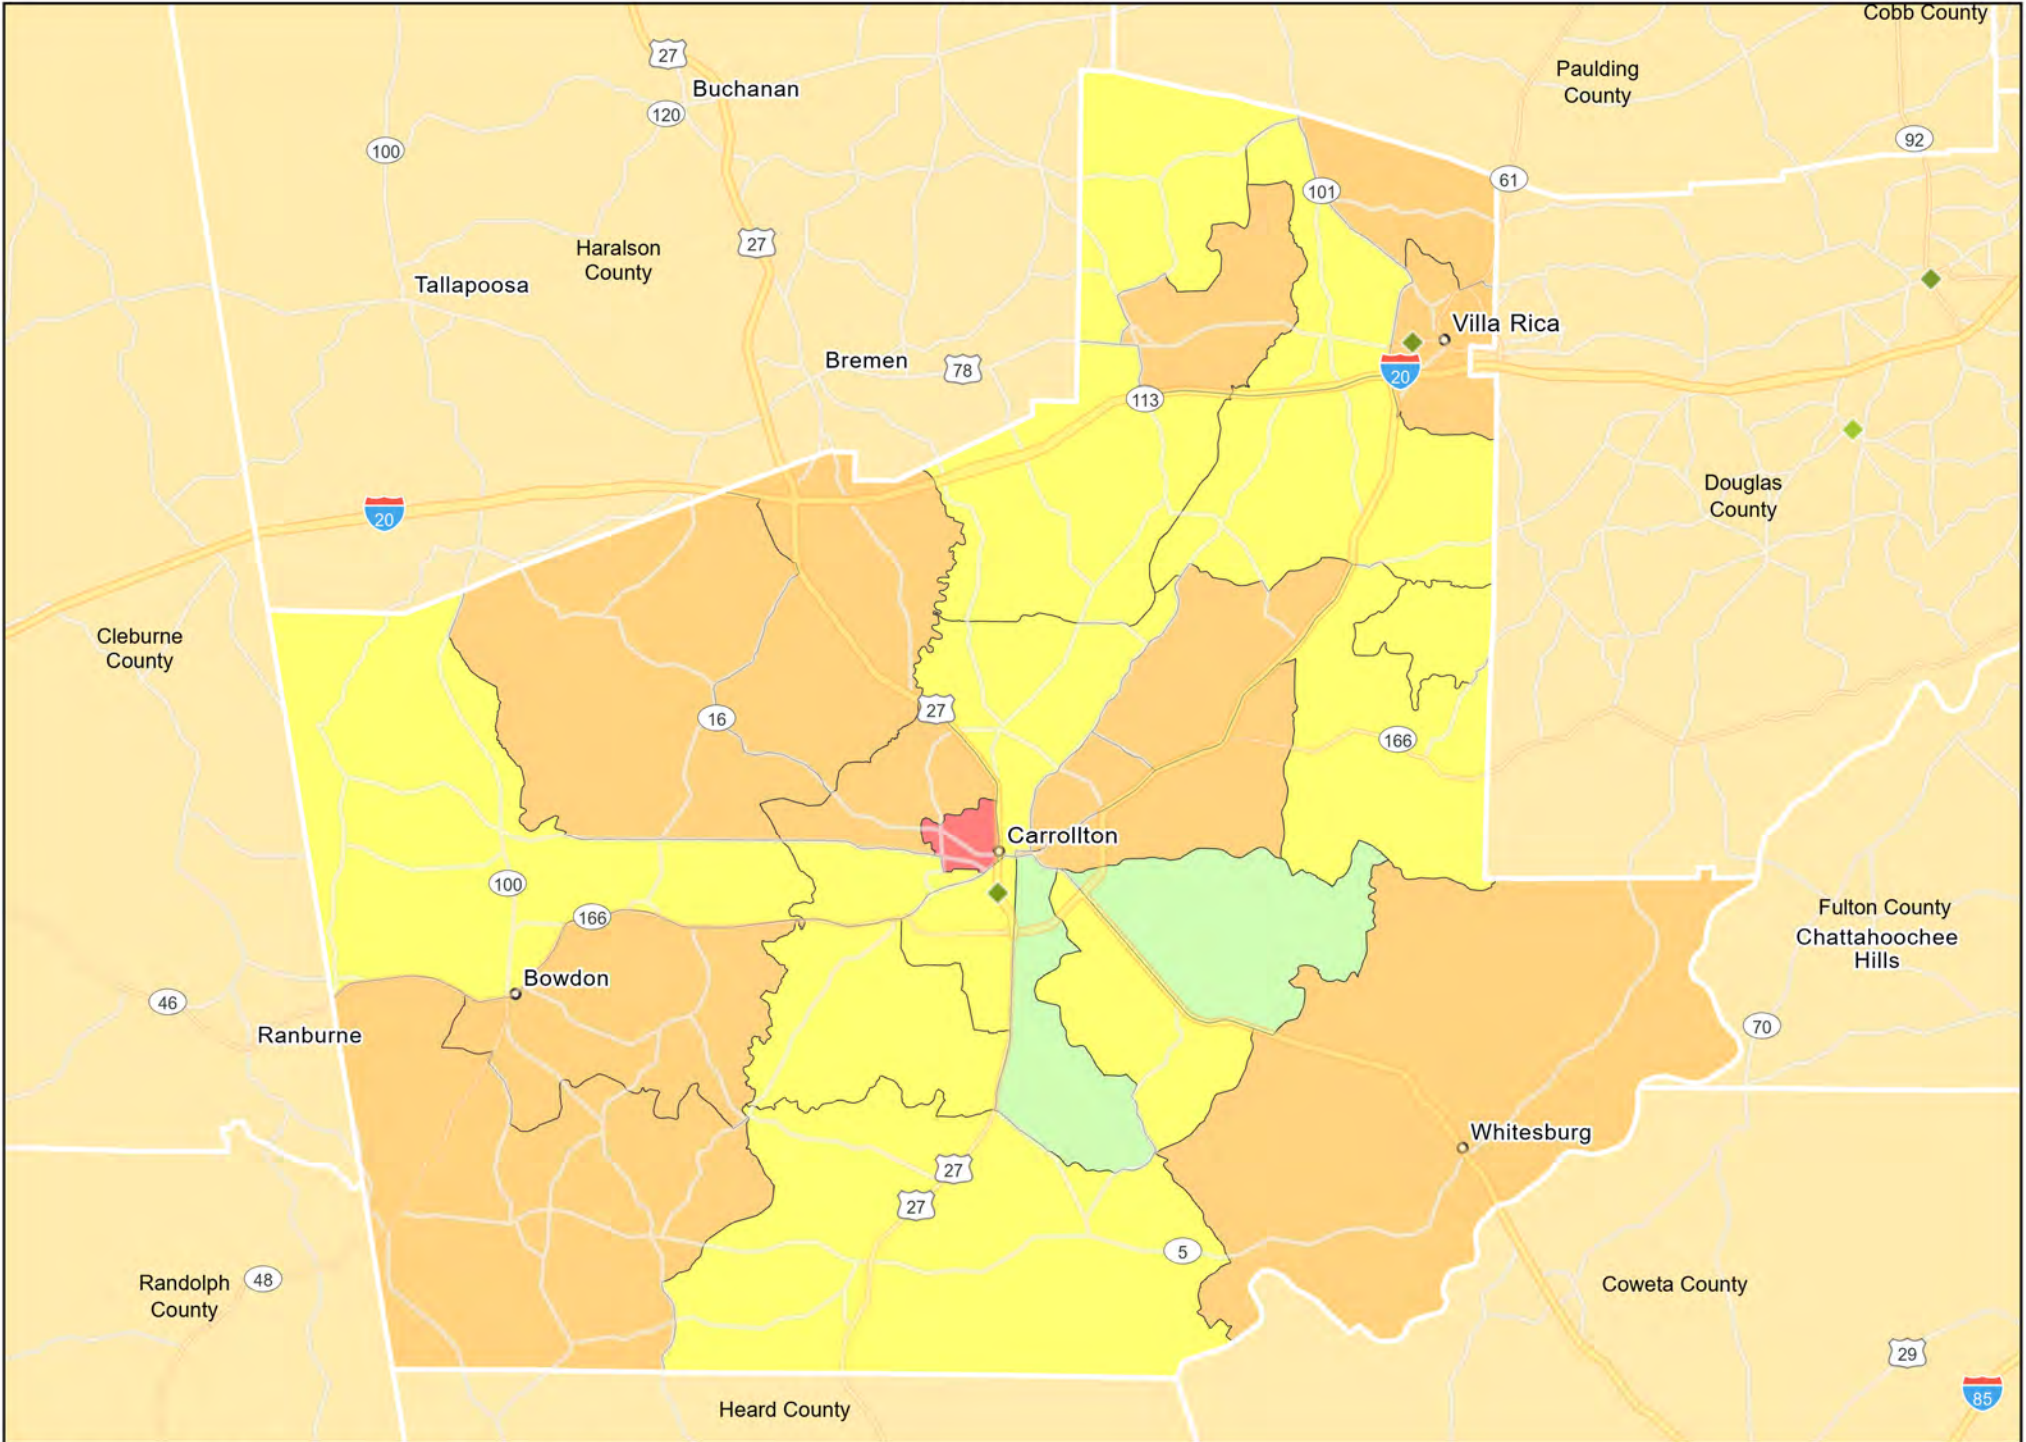 Cobb County
27
Paulding
County
Buchanan
120
92
100
61
101
Haralson
County
27
Tallapoosa
Villa Rica
Bremen
78
20
113
Douglas
County
20
Cleburne
County
27
16
166
Carrollton
100
166
Fulton County
Chattahoochee
Hills
Bowdon
46
70
Ranburne
Whitesburg
27
27
5
Randolph
County
48
Coweta County
29
85
Heard County